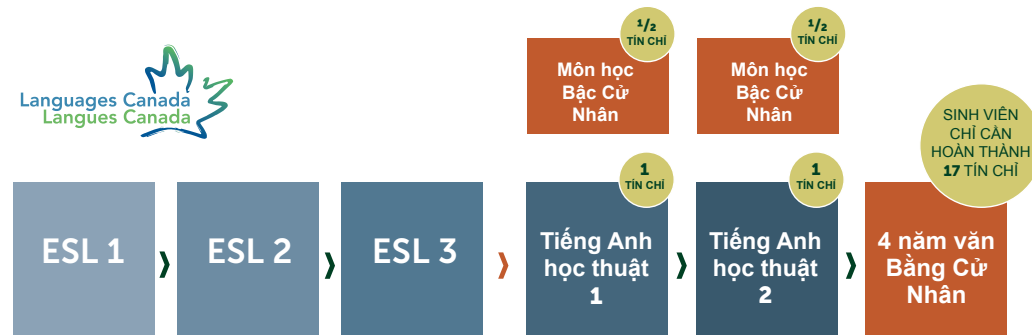 Languages Canada
Langues Canada
1/2
TÍN CHỈ
Môn học
Bậc Cử
Nhân
1/2
TÍN CHỈ
Môn học
Bậc Cử
Nhân
SINH VIÊN
CHỈ CẦN
HOÀN THÀNH
17 TÍN CHỈ
ESL 1
ESL 2
ESL 3
1
TÍN CHỈ
Tiếng Anh
học thuật
1
1
TÍN CHỈ
Tiếng Anh
học thuật
2
4 năm văn
Bằng Cử
Nhân